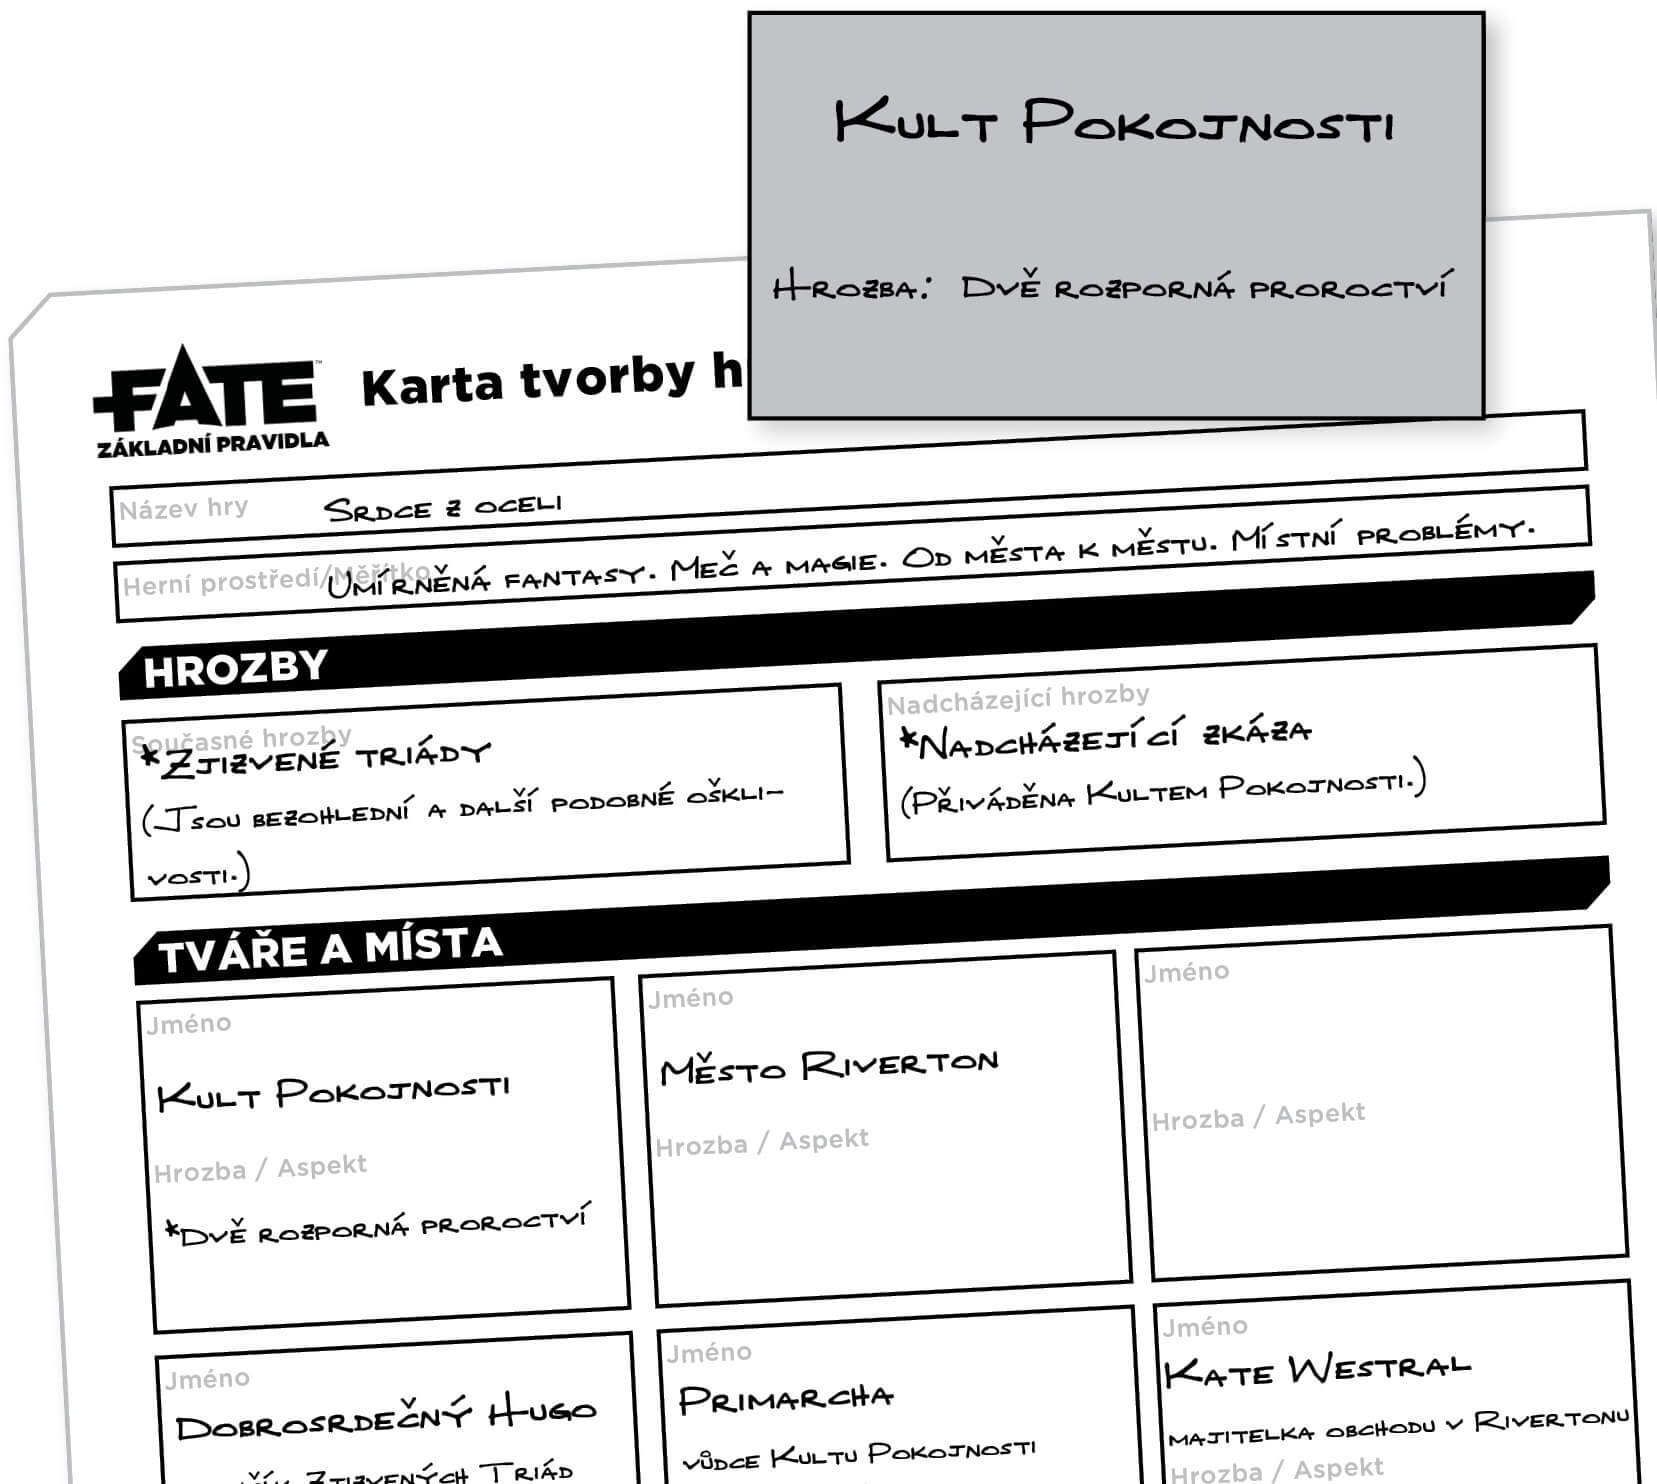 Kult Pokojnosti
Hrozba: Dvě rozporná proroctví
FATE™
ZÁKLADNÍ PRAVIDLA
Karta tvorby
Název hry
Srdce z oceli
Herní prostředí/Měřítko
Umírněná fantasy. Meč a magie. Od města k městu. Místní problémy.
HROZBY
Současné hrozby
*Zjizvené triády
(Jsou bezohlední a další podobné oškli-
vosti.)
Nadcházející hrozby
*Nadcházející zkáza
(Přiváděna Kultem Pokojnosti.)
TVÁŘE A MÍSTA
Jméno
Kult Pokojnosti
Hrozba / Aspekt
*Dvě rozporná proroctví
Jméno
Město Riverton
Hrozba / Aspekt
Jméno
Hrozba / Aspekt
Jméno
Dobrosrdečný Hugo
Zjizvených Triád
Jméno
Primarcha
vůdce Kultu Pokojnosti
Jméno
Kate Westral
majitelka obchodu v Rivertonu
Hrozba / Aspekt